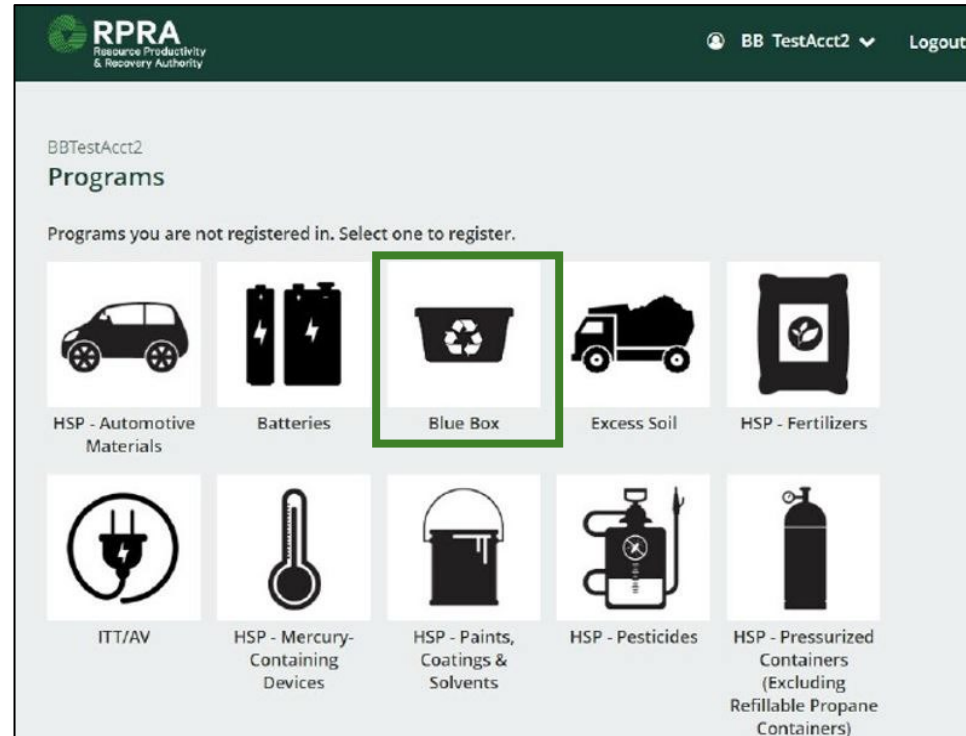 RPRA
Resource Productivity
& Recovery Authority
BB TestAcct2
Logout
BBTestAcct2
Programs
Programs you are not registered in. Select one to register.
HSP - Automotive
Materials
Batteries
Blue Box
Excess Soil
HSP - Fertilizers
ITT/AV
HSP - Mercury-
Containing
Devices
HSP - Paints,
Coatings &
Solvents
HSP - Pesticides
HSP - Pressurized
Containers
(Excluding
Refillable Propane
Containers)